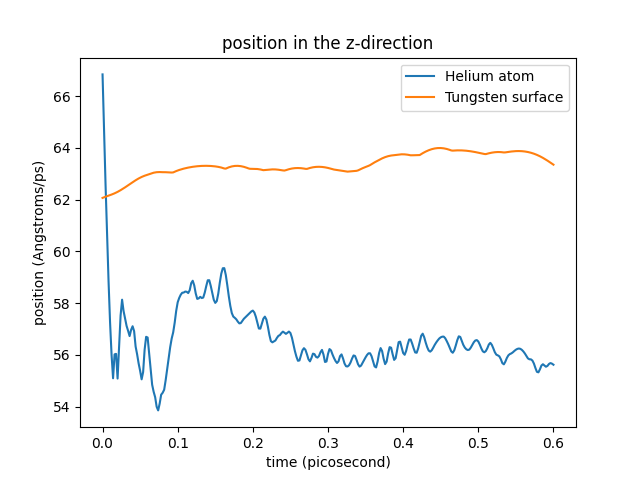 position in the z-direction
Helium atom
Tungsten surface
position (Angstroms/ps)
66
64
62
60
58
56
54
0.0 0.1 0.2 0.3 0.4 0.5 0.6
time (picosecond)